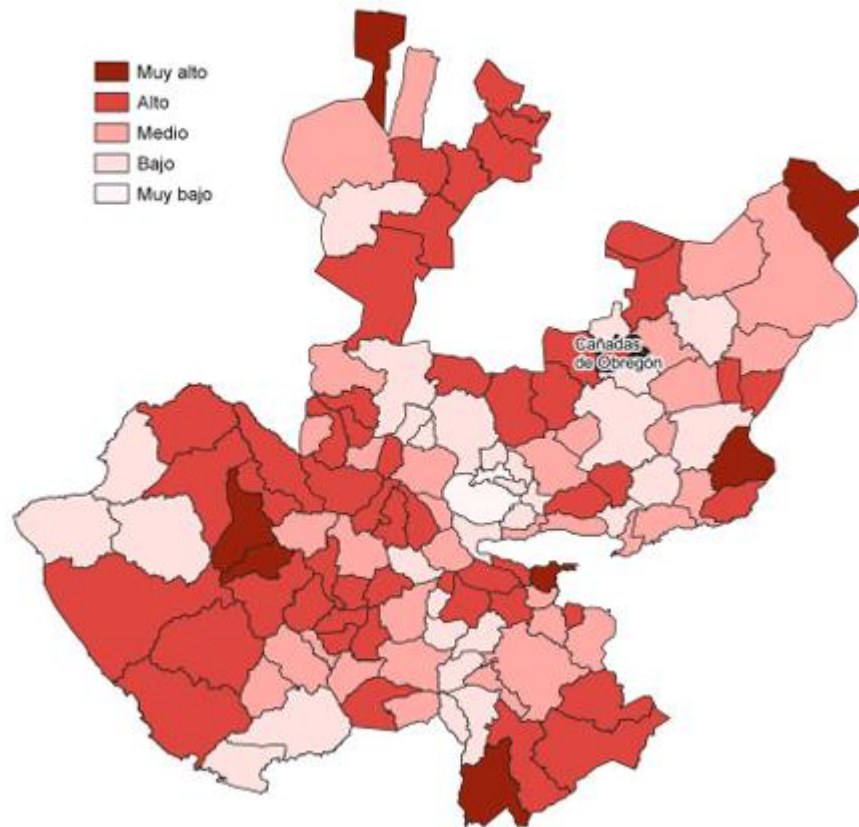 Muy alto
Alto
Medio
Bajo
Muy bajo
Cañadas
de Obregón